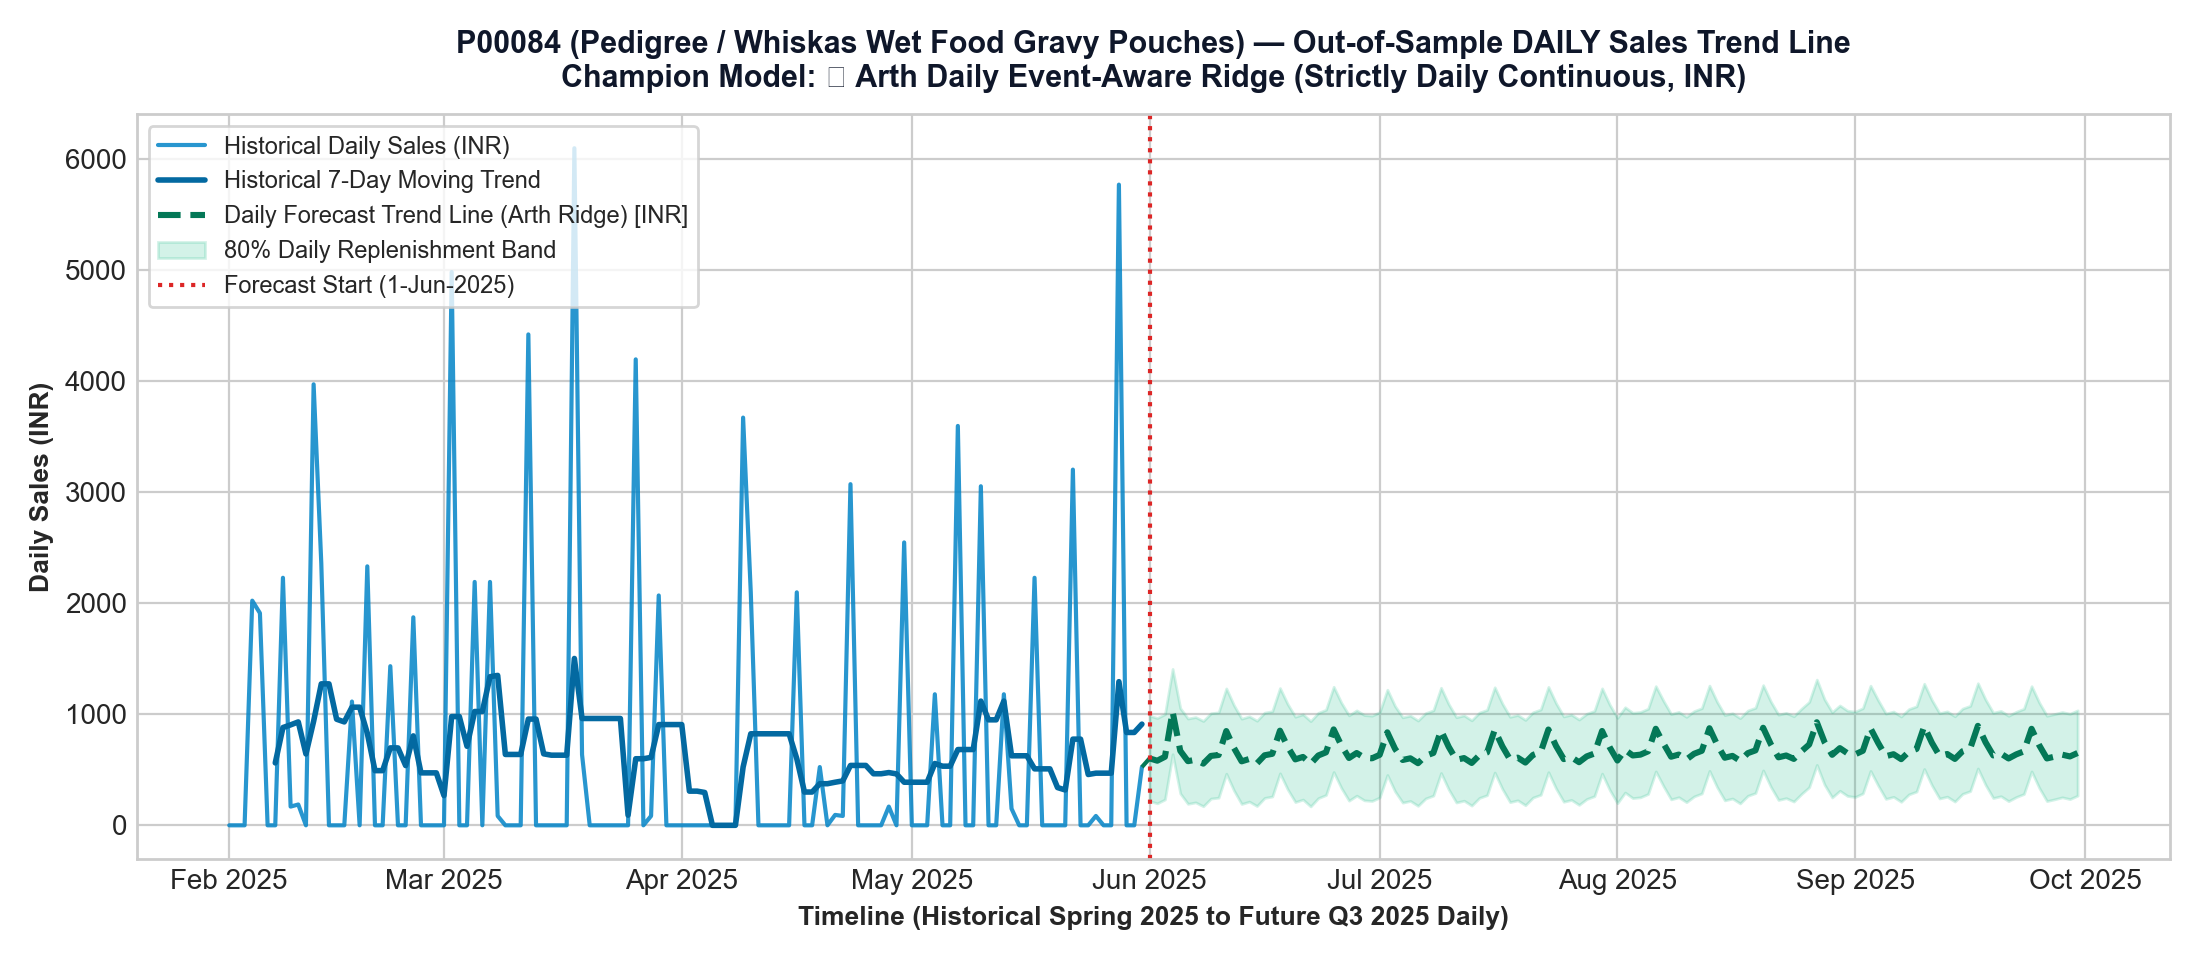 P00084 (Pedigree / Whiskas Wet Food Gravy Pouches) — Out-of-Sample DAILY Sales Trend Line
Champion Model: ▯ Arth Daily Event-Aware Ridge (Strictly Daily Continuous, INR)
Historical Daily Sales (INR)
Historical 7-Day Moving Trend
Daily Forecast Trend Line (Arth Ridge) [INR]
80% Daily Replenishment Band
Forecast Start (1-Jun-2025)
Daily Sales (INR)
6000
5000
4000
3000
2000
1000
0
Feb 2025 Mar 2025 Apr 2025 May 2025 Jun 2025 Jul 2025 Aug 2025 Sep 2025 Oct 2025
Timeline (Historical Spring 2025 to Future Q3 2025 Daily)